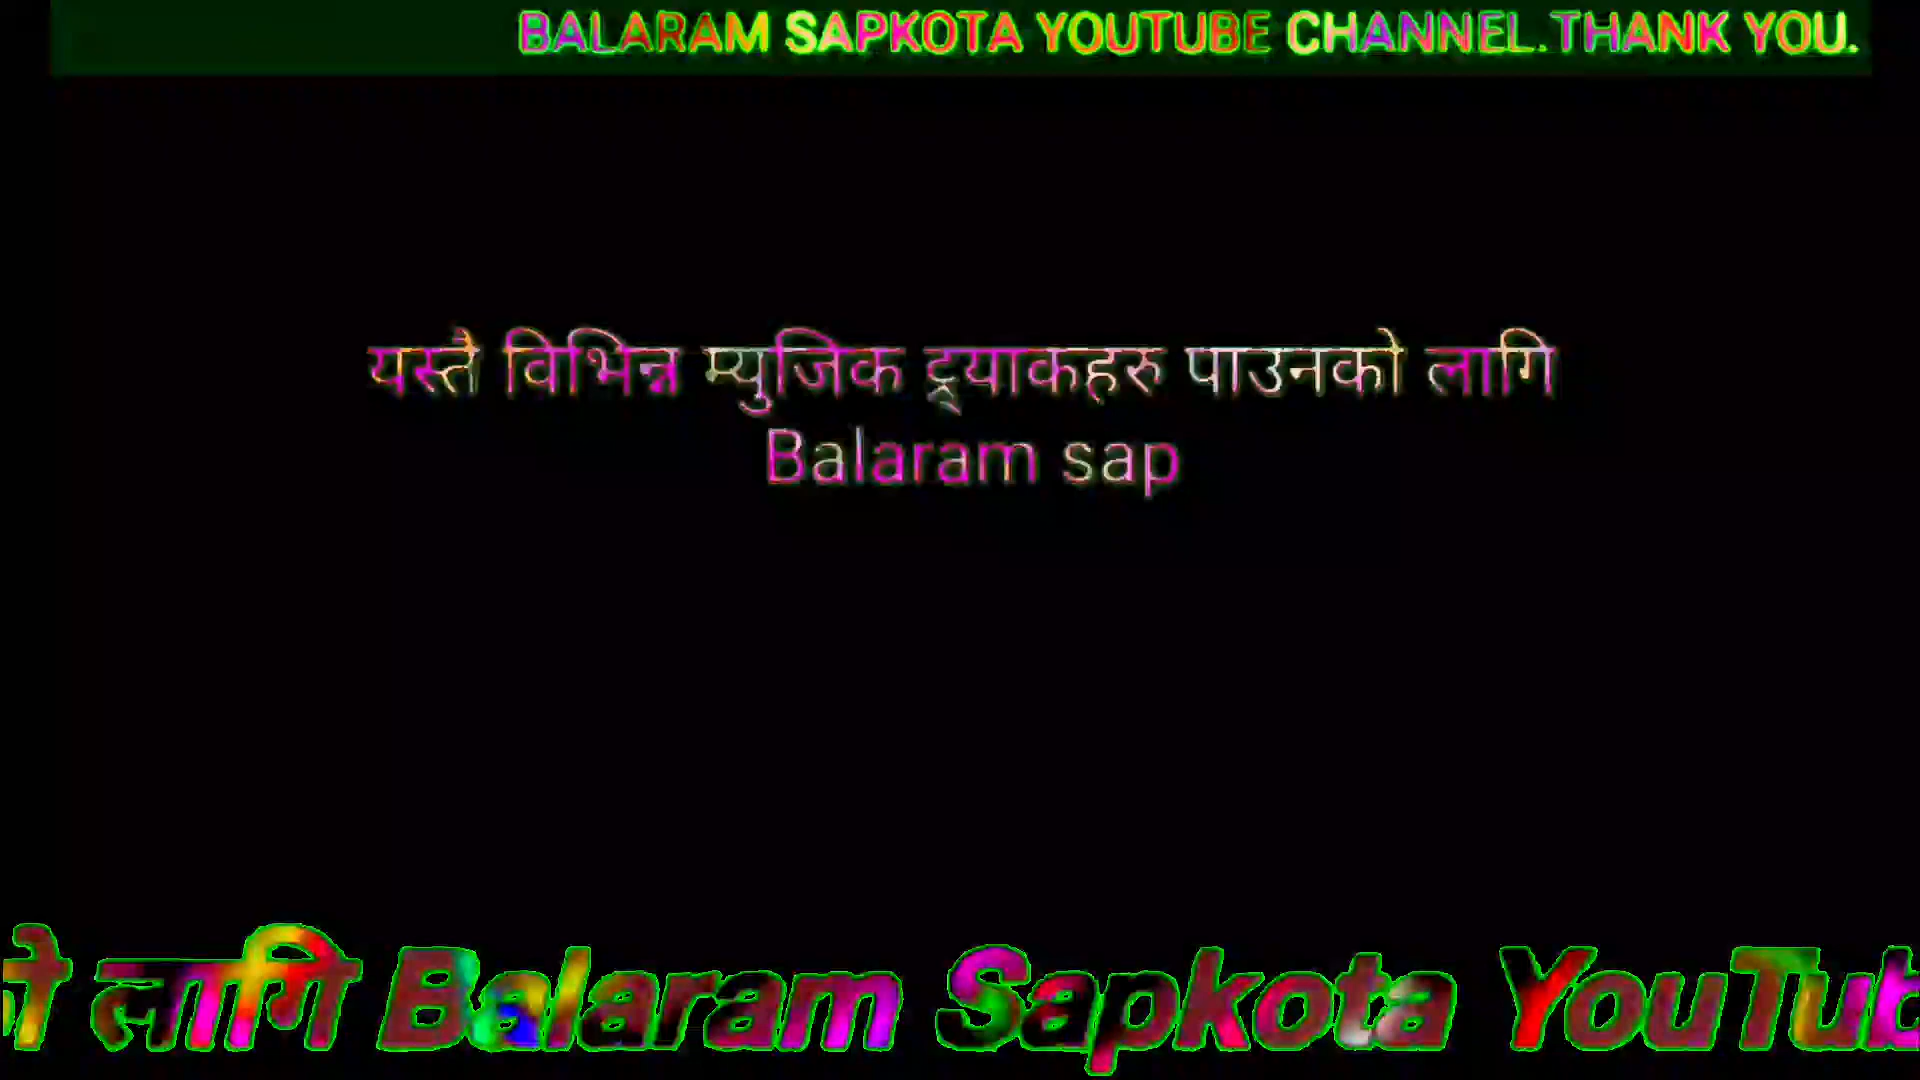 BALARAM SAPKOTA YOUTUBE CHANNEL.THANK YOU.
यस्तै विभिन्न म्युजिक ट्र्याकहरु पाउनको लागि
Balaram sap
लागि Balaram Sapkota YouTub